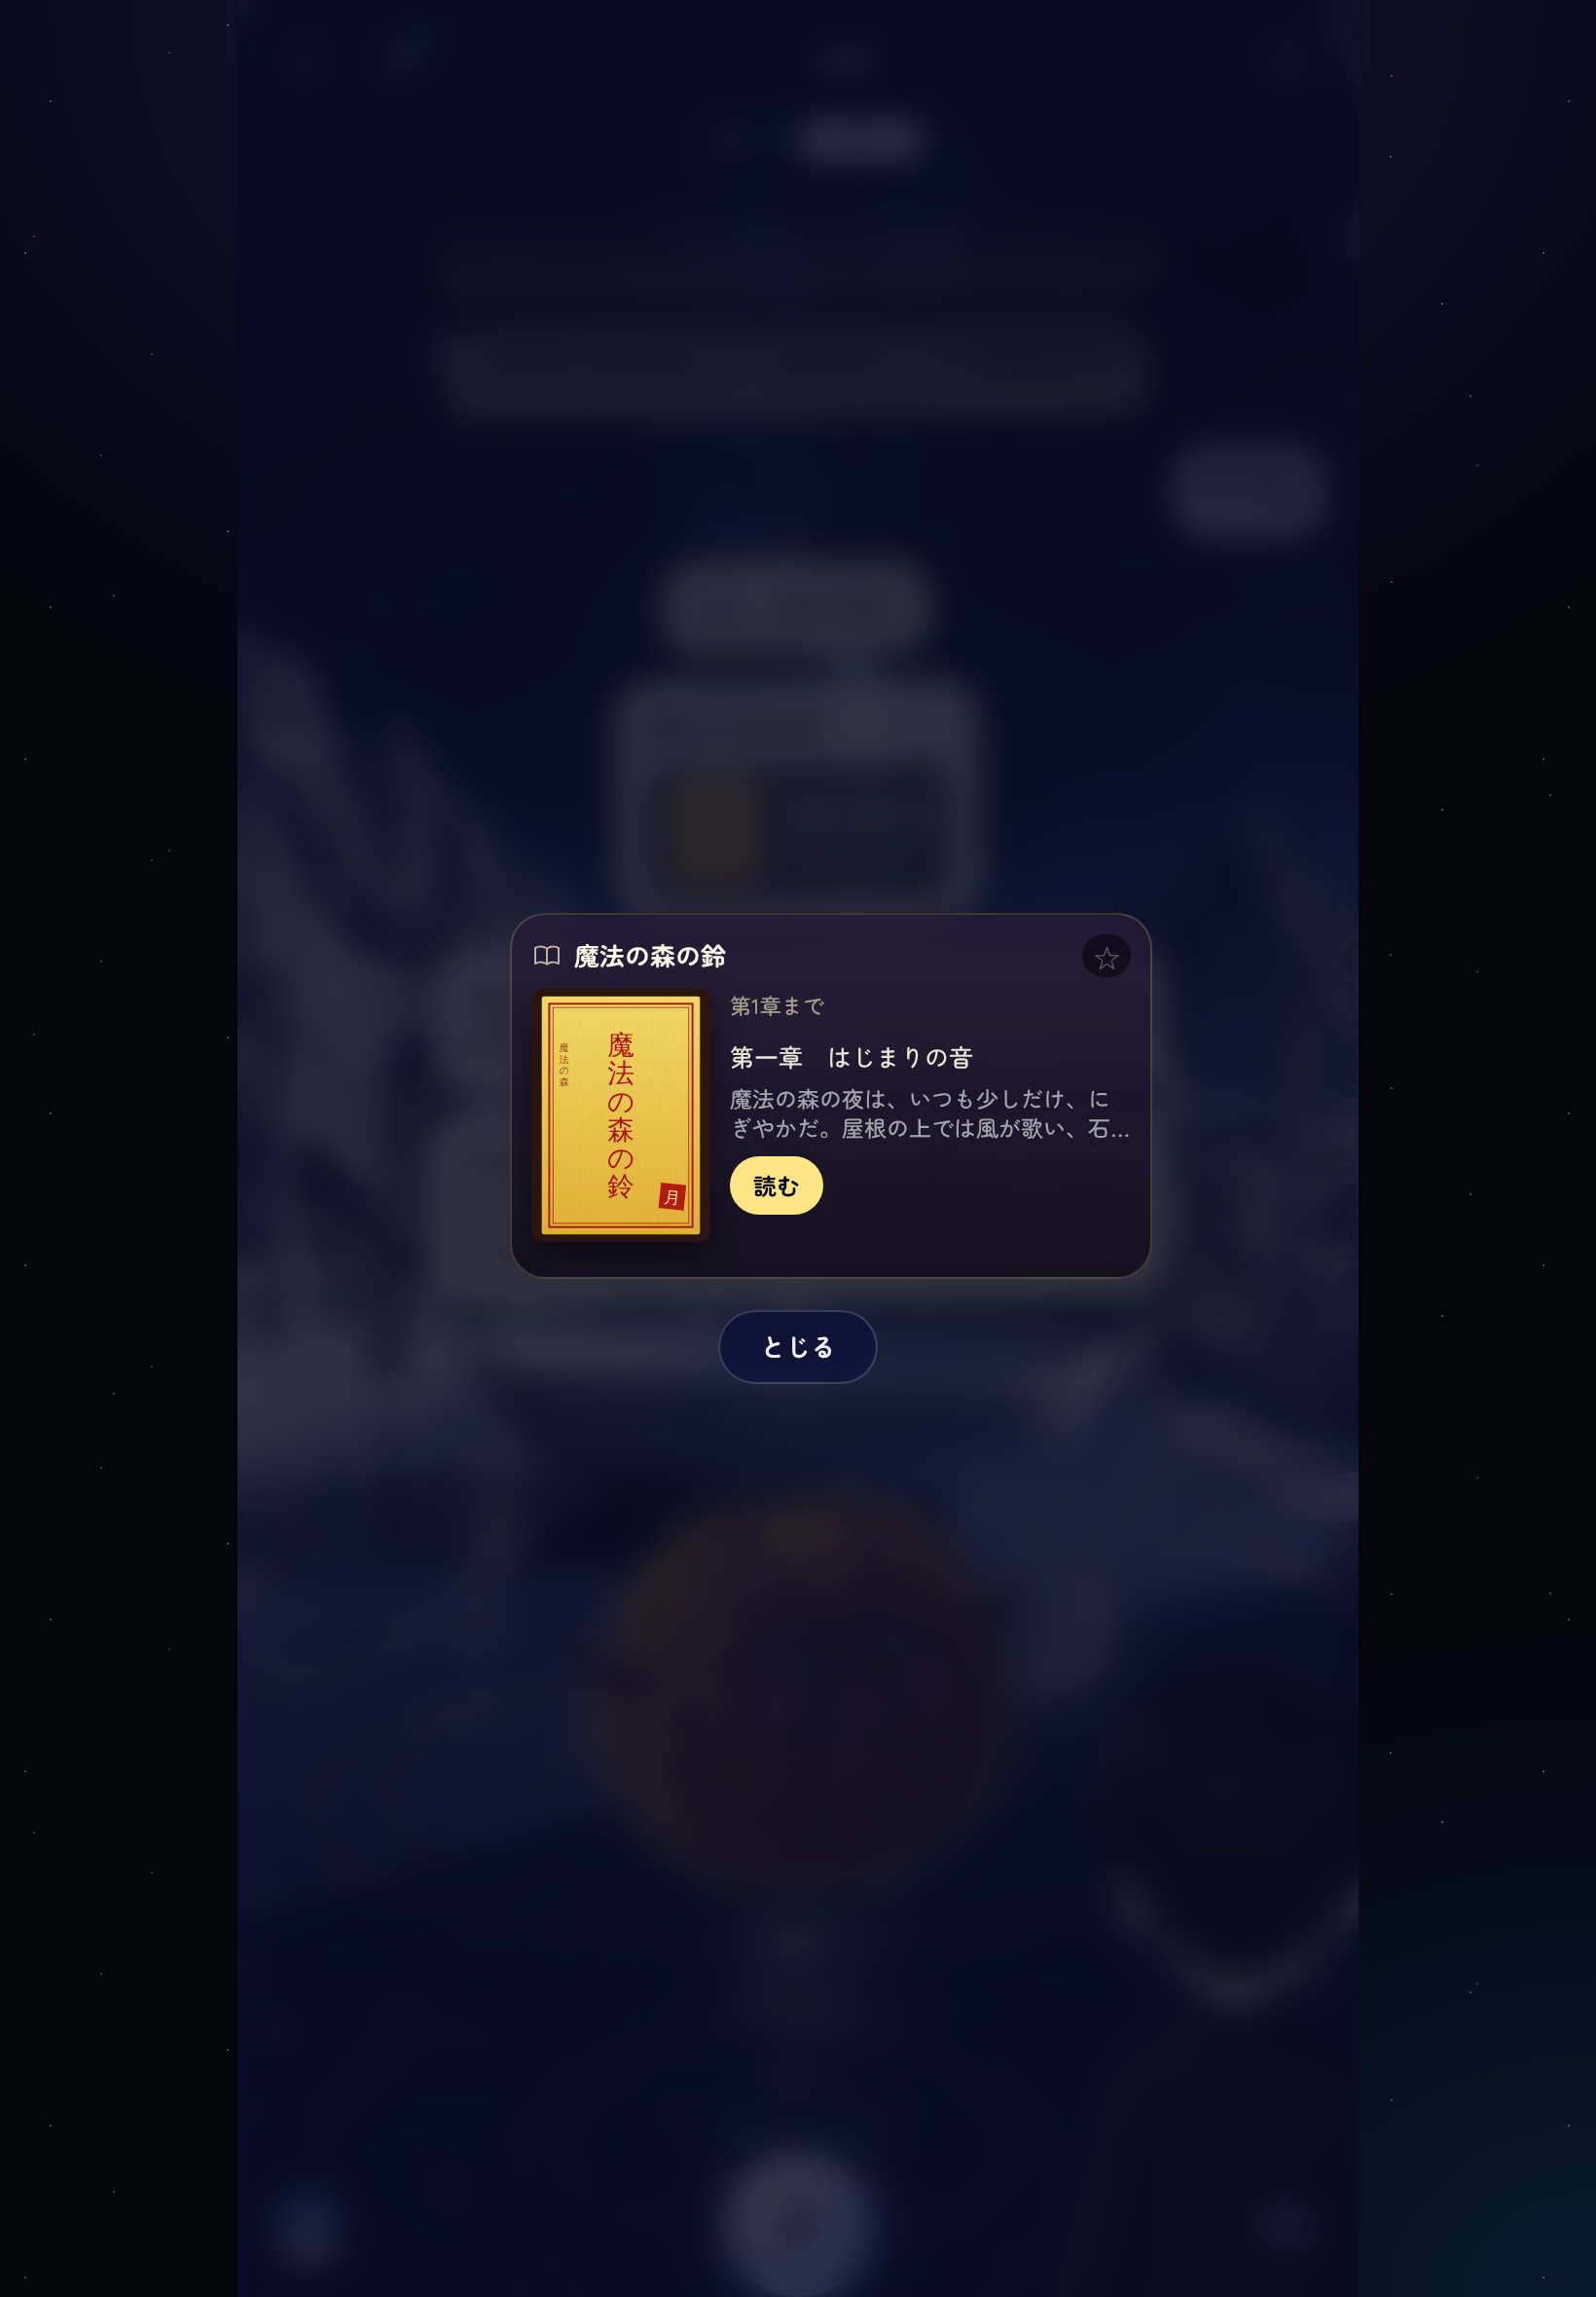 魔法の森の鈴
魔法の森
魔法の森の鈴
月
第1章まで
第一章　はじまりの音
魔法の森の夜は、いつも少しだけ、に
ぎやかだ。屋根の上では風が歌い、石…
読む
とじる